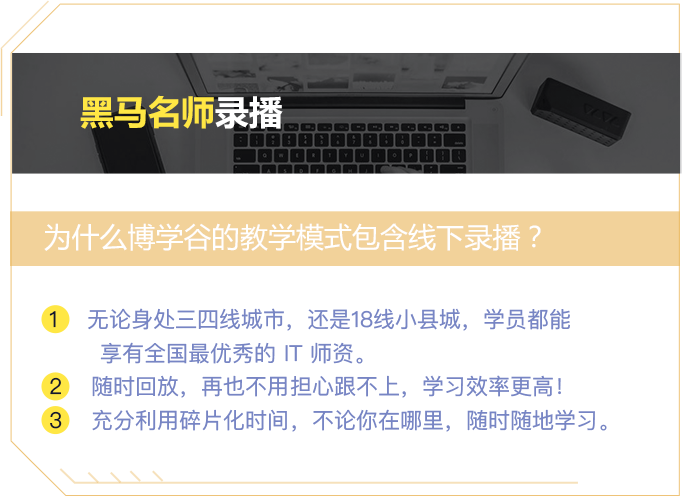 黑马名师录播
为什么博学谷的教学模式包含线下录播？
1 无论身处三四线城市，还是18线小县城，学员都能
享有全国最优秀的 IT 师资。
2 随时回放，再也不用担心跟不上，学习效率更高！
3 充分利用碎片化时间，不论你在哪里，随时随地学习。